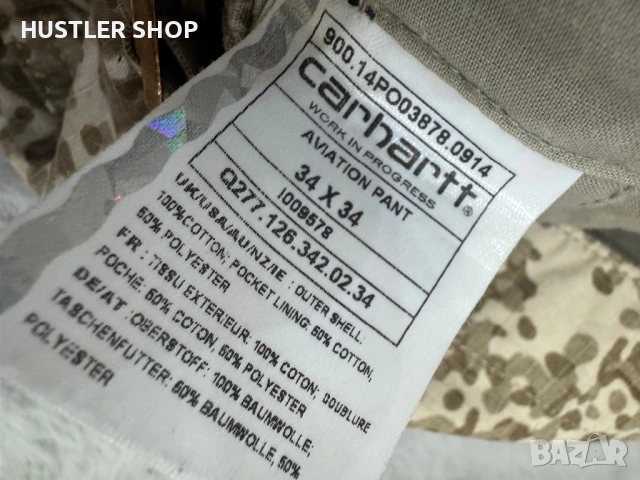 HUSTLER SHOP
900.14PO03878.0914
carhartt®
WORK IN PROGRESS
AVIATION PANT
34 X 34
I009578
Q277.126.342.02.34
UK/USA/AU/NZ/IE : OUTER SHELL:
100%COTTON; POCKET LINING: 50% COTTON,
50% POLYESTER
FR : TISSU EXTERIEUR: 100% COTON; DOUBLURE
POCHE: 50% COTON, 50% POLYESTER
DE/AT :OBERSTOFF: 100% BAUMWOLLE;
TASCHENFUTTER: 50% BAUMWOLLE, 50%
POLYESTER
BAZAR.bg